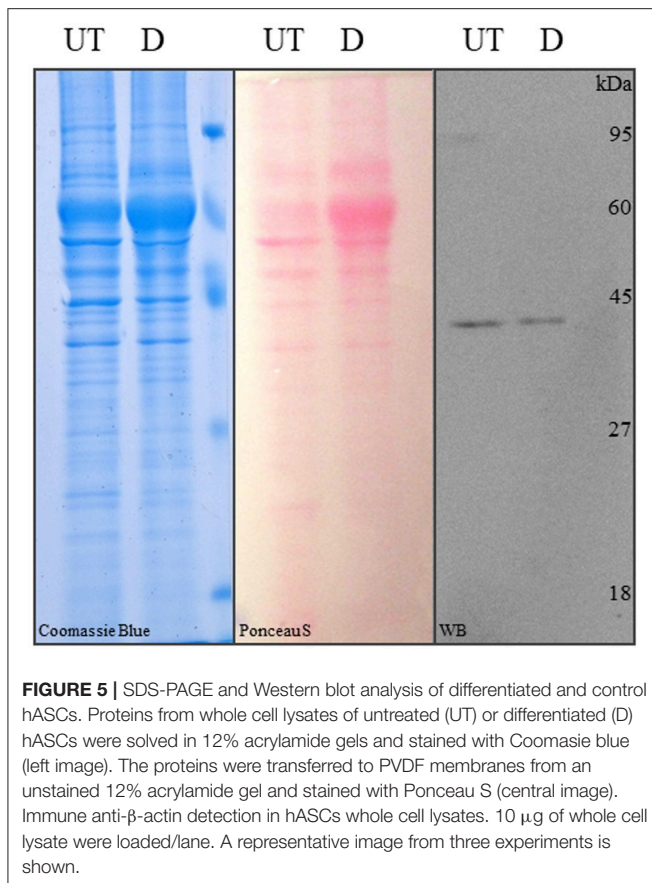 UT D UT D UT D
kDa
95
60
45
27
18
Coomassie Blue PonceauS WB
FIGURE 5 | SDS-PAGE and Western blot analysis of differentiated and control
hASCs. Proteins from whole cell lysates of untreated (UT) or differentiated (D)
hASCs were solved in 12% acrylamide gels and stained with Coomasie blue
(left image). The proteins were transferred to PVDF membranes from an
unstained 12% acrylamide gel and stained with Ponceau S (central image).
Immune anti-β-actin detection in hASCs whole cell lysates. 10 μg of whole cell
lysate were loaded/lane. A representative image from three experiments is
shown.